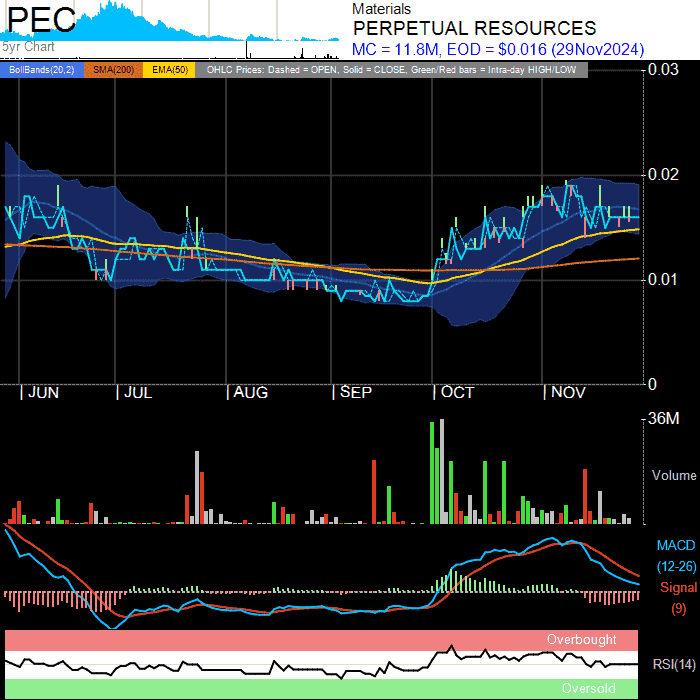 PEC
5yr Chart
Materials
PERPETUAL RESOURCES
MC = 11.8M, EOD = $0.016 (29Nov2024)
BollBands(20,2) SMA(200) EMA(50) OHLC Prices: Dashed = OPEN, Solid = CLOSE, Green/Red bars = Intra-day HIGH/LOW
0.03
0.02
0.01
0
| JUN | JUL | AUG | SEP | OCT | NOV
36M
Volume
MACD
(12-26)
Signal
(9)
Overbought
RSI(14)
Oversold